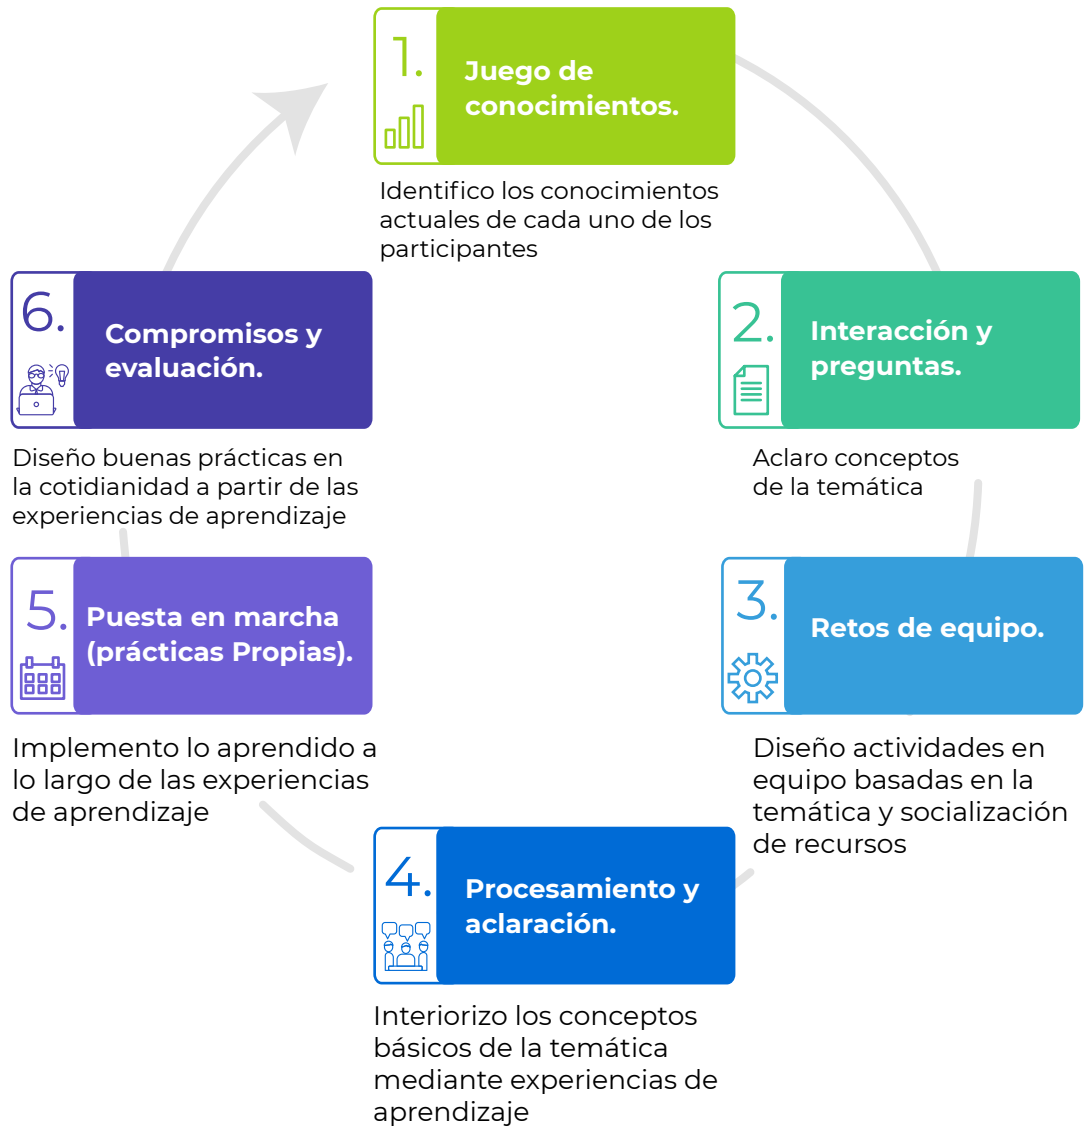 1.
Juego de
conocimientos.
Identifico los conocimientos
actuales de cada uno de los
participantes
2.
Interacción y
preguntas.
Aclaro conceptos
de la temática
3.
Retos de equipo.
Diseño actividades en
equipo basadas en la
temática y socialización
de recursos
4.
Procesamiento y
aclaración.
Interiorizo los conceptos
básicos de la temática
mediante experiencias de
aprendizaje
5.
Puesta en marcha
(prácticas Propias).
Implemento lo aprendido a
lo largo de las experiencias
de aprendizaje
6.
Compromisos y
evaluación.
Diseño buenas prácticas en
la cotidianidad a partir de las
experiencias de aprendizaje